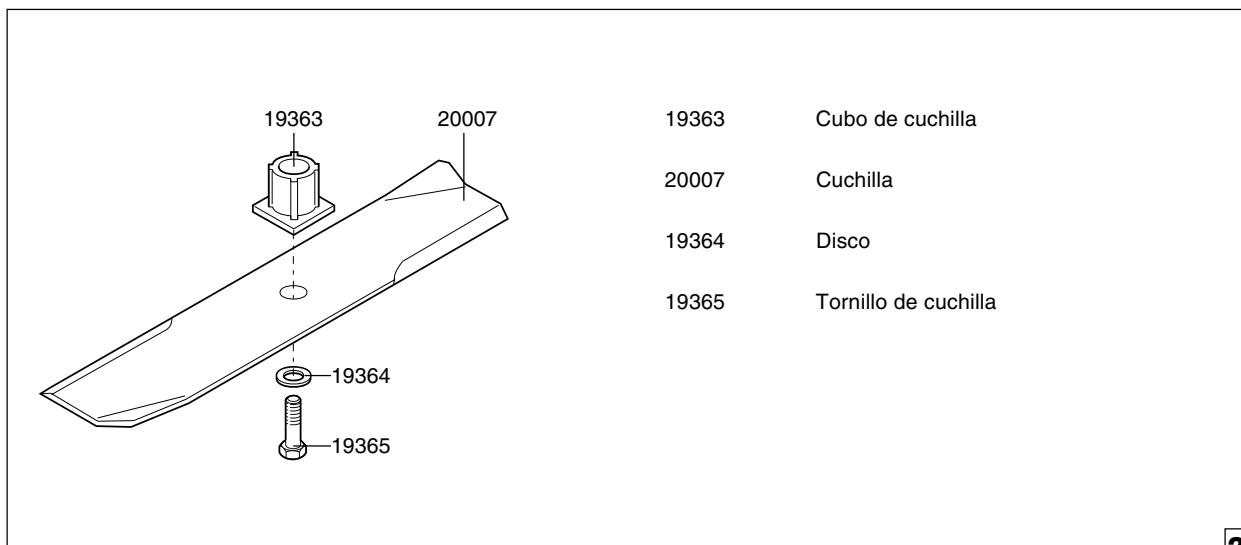 19363 20007
19363 Cubo de cuchilla
20007 Cuchilla
19364 Disco
19365 Tornillo de cuchilla
19364
19365